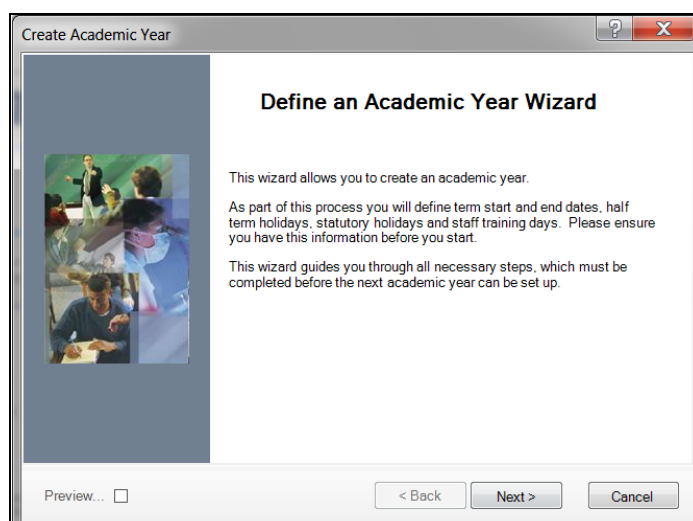 Create Academic Year
Define an Academic Year Wizard
This wizard allows you to create an academic year.
As part of this process you will define term start and end dates, half
term holidays, statutory holidays and staff training days.  Please ensure
you have this information before you start.
This wizard guides you through all necessary steps, which must be
completed before the next academic year can be set up.
Preview...
< Back
Next >
Cancel